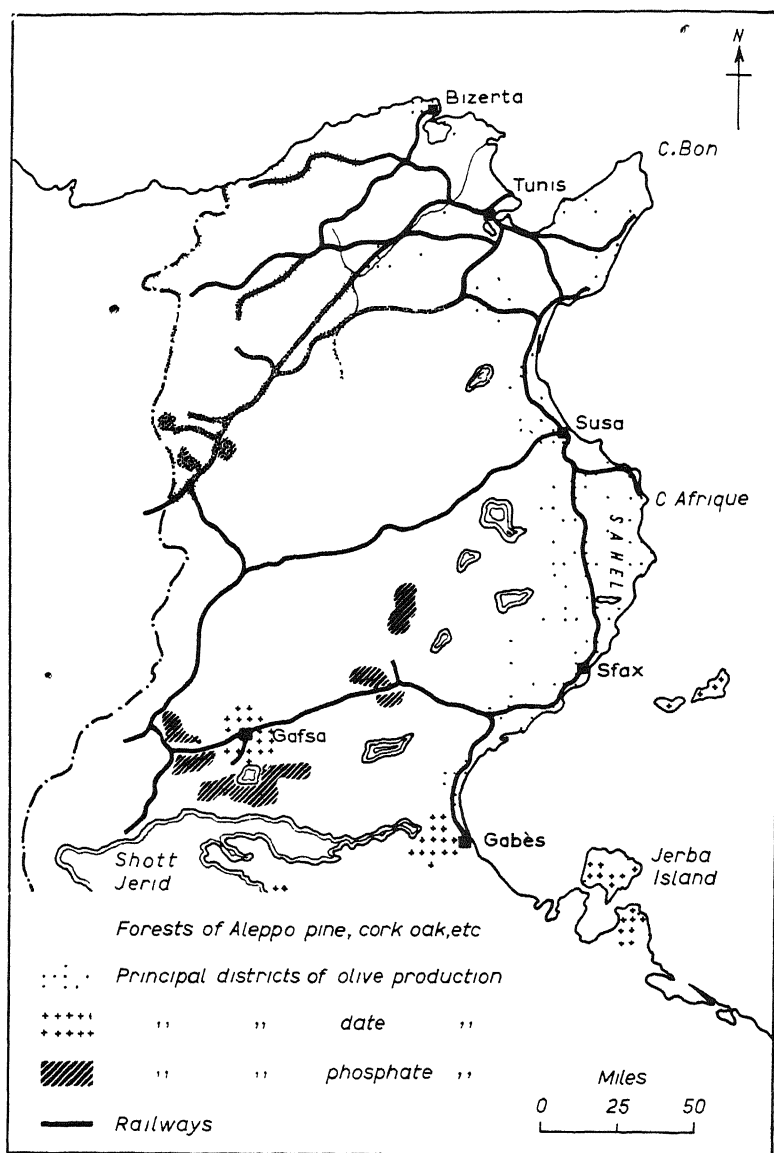 N
Bizerta
C.Bon
Tunis
Susa
C Afrique
SAHEL
Sfax
Gafsa
Gabès
Shott
Jerid
Jerba
Island
Forests of Aleppo pine, cork oak,etc
Principal districts of olive production
,, ,, date ,,
,, ,, phosphate ,,
Railways
Miles
0 25 50